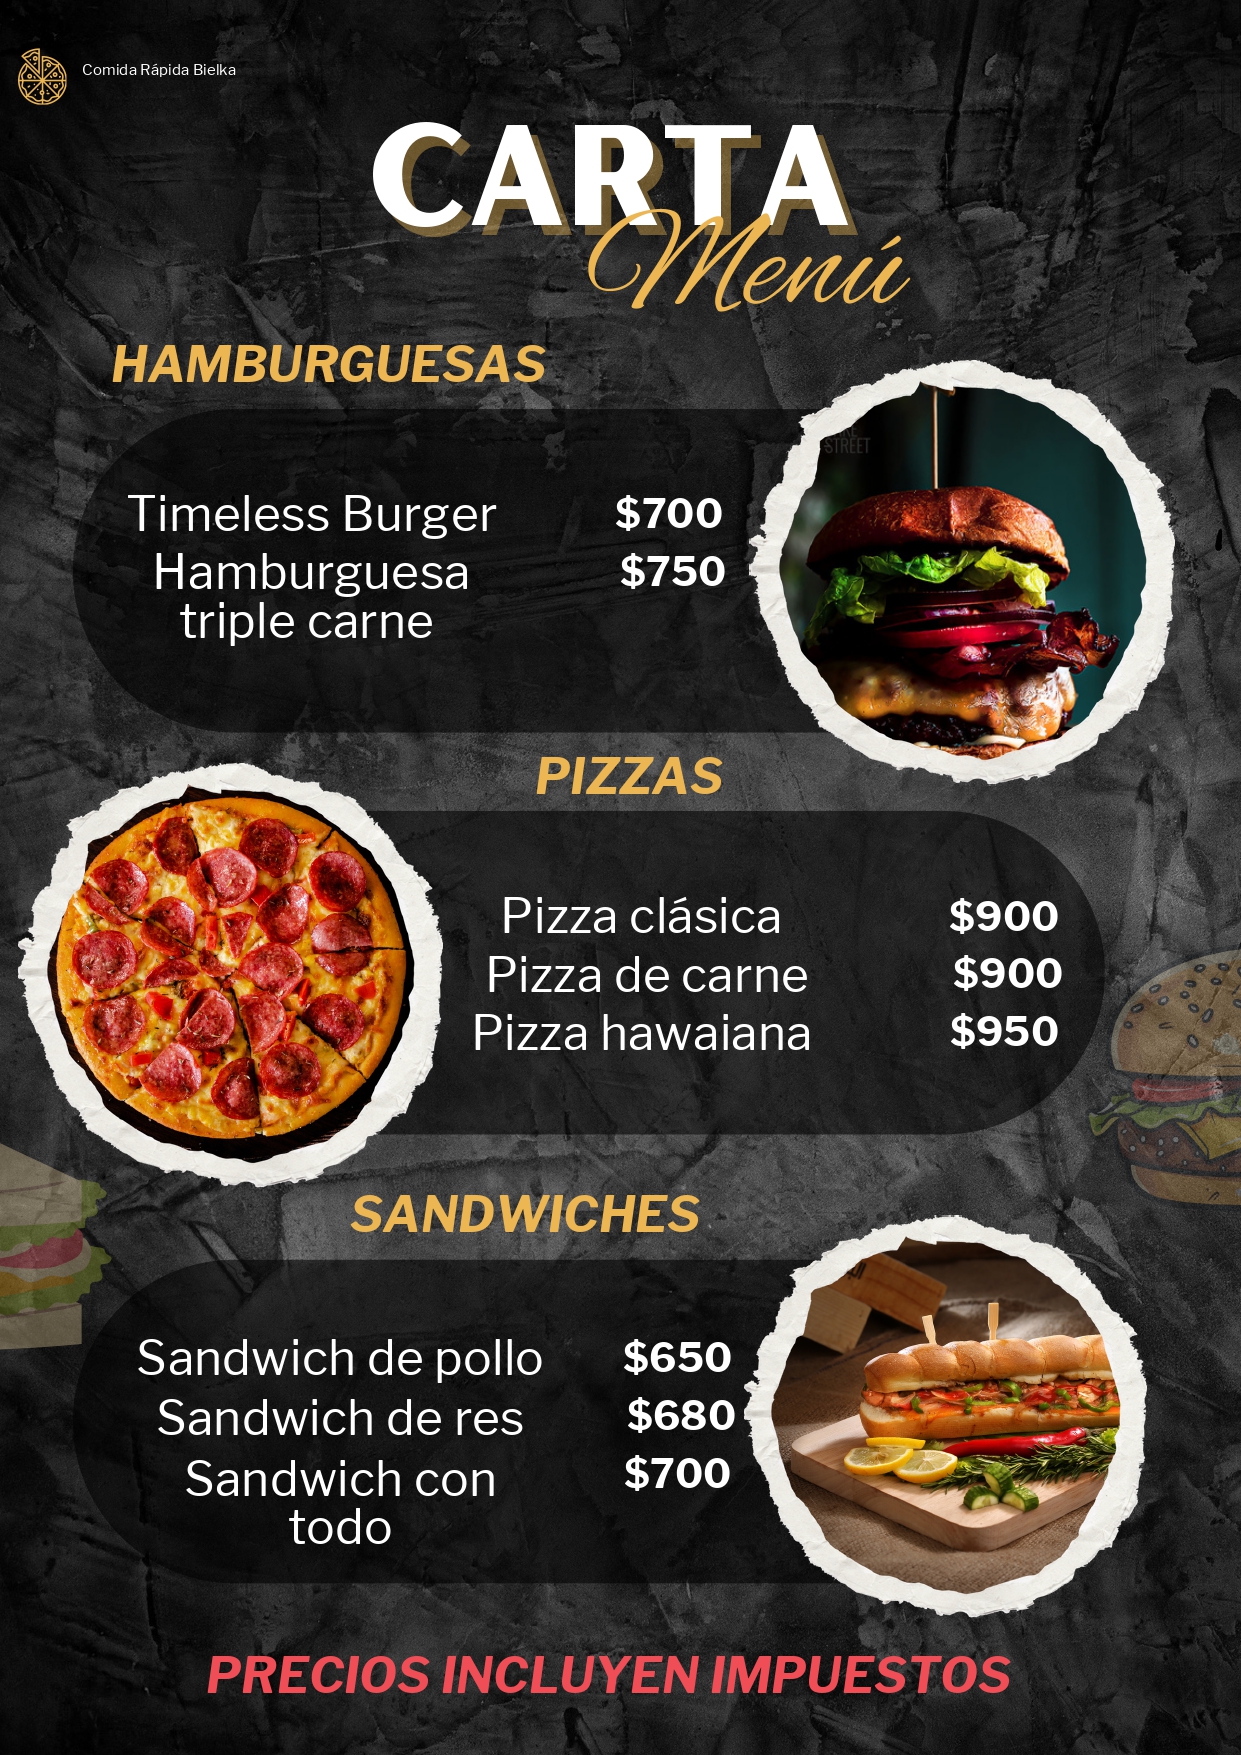 Comida Rápida Bielka
CARTA
Menú
HAMBURGUESAS
Timeless Burger $700
Hamburguesa $750
triple carne
STREET
PIZZAS
Pizza clásica $900
Pizza de carne $900
Pizza hawaiana $950
SANDWICHES
Sandwich de pollo $650
Sandwich de res $680
Sandwich con $700
todo
PRECIOS INCLUYEN IMPUESTOS